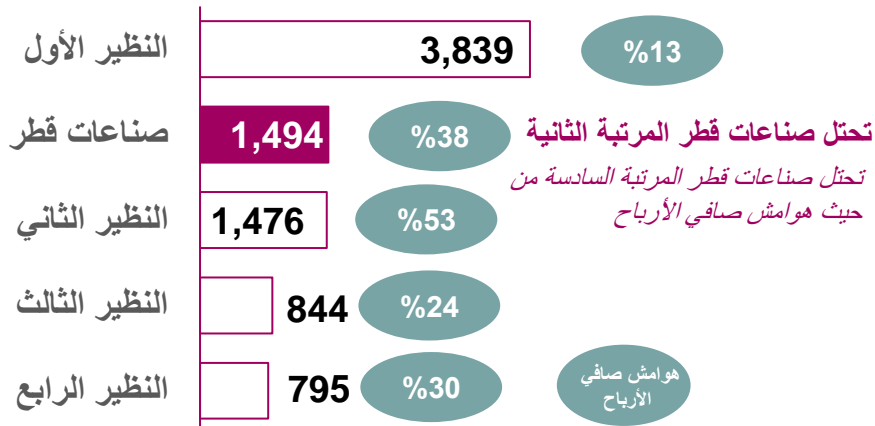 النظير الأول 3,839 %13
صناعات قطر 1,494 %38 تحتل صناعات قطر المرتبة الثانية
تحتل صناعات قطر المرتبة السادسة من
حيث هوامش صافي الأرباح
النظير الثاني 1,476 %53
النظير الثالث 844 %24
النظير الرابع 795 %30
هوامش صافي
الأرباح